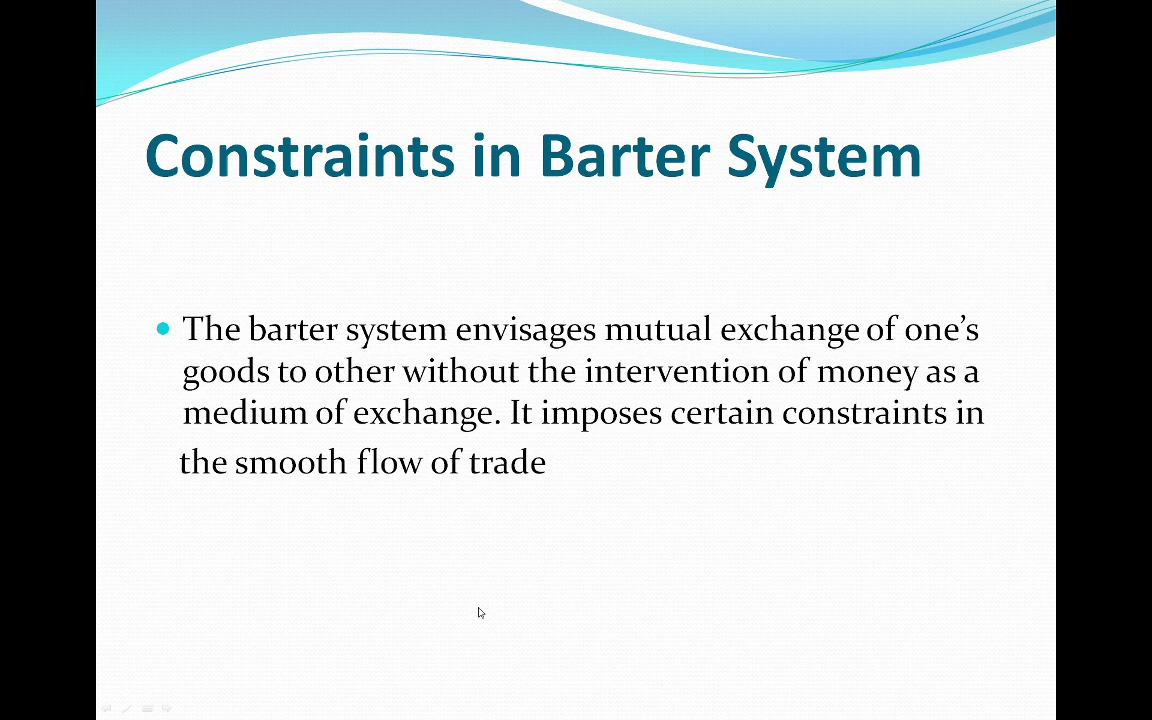 Constraints in Barter System
The barter system envisages mutual exchange of one’s
goods to other without the intervention of money as a
medium of exchange. It imposes certain constraints in
the smooth flow of trade